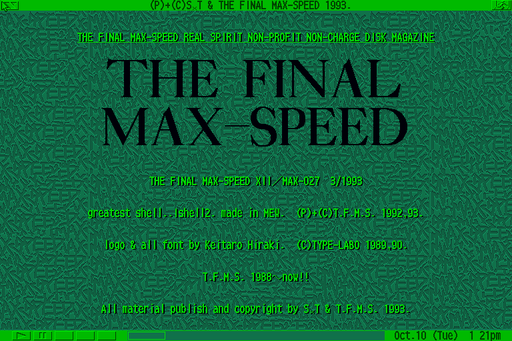 (P)+(C)S.T & THE FINAL MAX-SPEED 1993.
THE FINAL MAX-SPEED REAL SPIRIT NON-PROFIT NON-CHARGE DISK MAGAZINE
THE FINAL
MAX-SPEED
THE FINAL MAX-SPEED XII/MAX-027 3/1993
greatest shell..Ishell2. made in MEW. (P)+(C)T.F.M.S. 1992.93.
logo & all font by Keitaro Hiraki. (C)TYPE-LABO 1989.90.
T.F.M.S. 1988- now!!
All material publish and copyright by S.T & T.F.M.S. 1993.
Oct.10 (Tue) 1 21pm